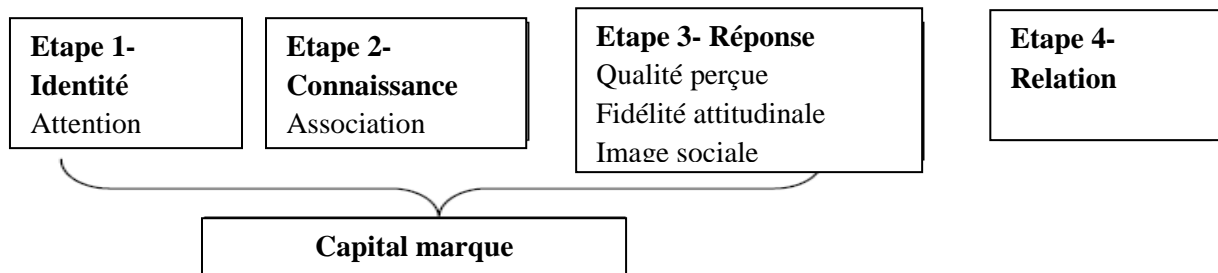 Etape 1-
Identité
Attention
Etape 2-
Connaissance
Association
Etape 3- Réponse
Qualité perçue
Fidélité attitudinale
Image sociale
Etape 4-
Relation
Capital marque